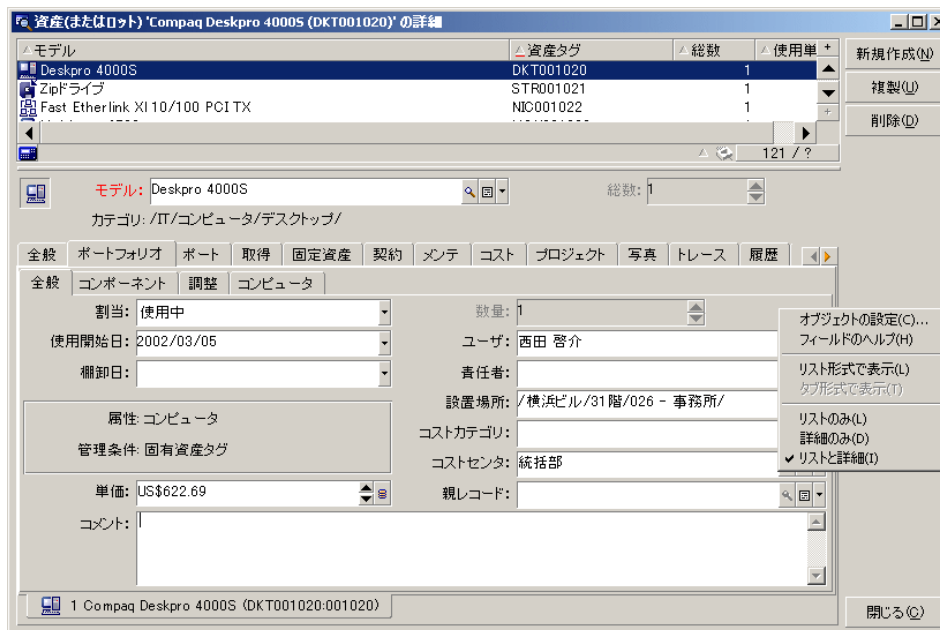 資産(またはロット) 'Compaq Deskpro 4000S (DKT001020)' の詳細
モデル 資産タグ 総数 使用単
Deskpro 4000S DKT001020 1
Zipドライブ STR001021 1
Fast Etherlink XI 10/100 PCI TX NIC001022 1
121 / ?
新規作成(N)
複製(U)
削除(D)
モデル: Deskpro 4000S 総数: 1
カテゴリ: /IT/コンピュータ/デスクトップ/
全般 ポートフォリオ ポート 取得 固定資産 契約 メンテ コスト プロジェクト 写真 トレース 履歴
全般 コンポーネント 調整 コンピュータ
割当: 使用中 数量: 1
使用開始日: 2002/03/05 ユーザ: 西田 啓介
棚卸日: 責任者:
設置場所: /横浜ビル/31階/026 - 事務所/
属性: コンピュータ コストカテゴリ:
管理条件: 固有資産タグ コストセンタ: 統括部
単価: US$622.69 親レコード:
コメント:
オブジェクトの設定(C)...
フィールドのヘルプ(H)
リスト形式で表示(L)
タブ形式で表示(T)
リストのみ(L)
詳細のみ(D)
✔ リストと詳細(I)
1 Compaq Deskpro 4000S (DKT001020:001020)
閉じる(C)